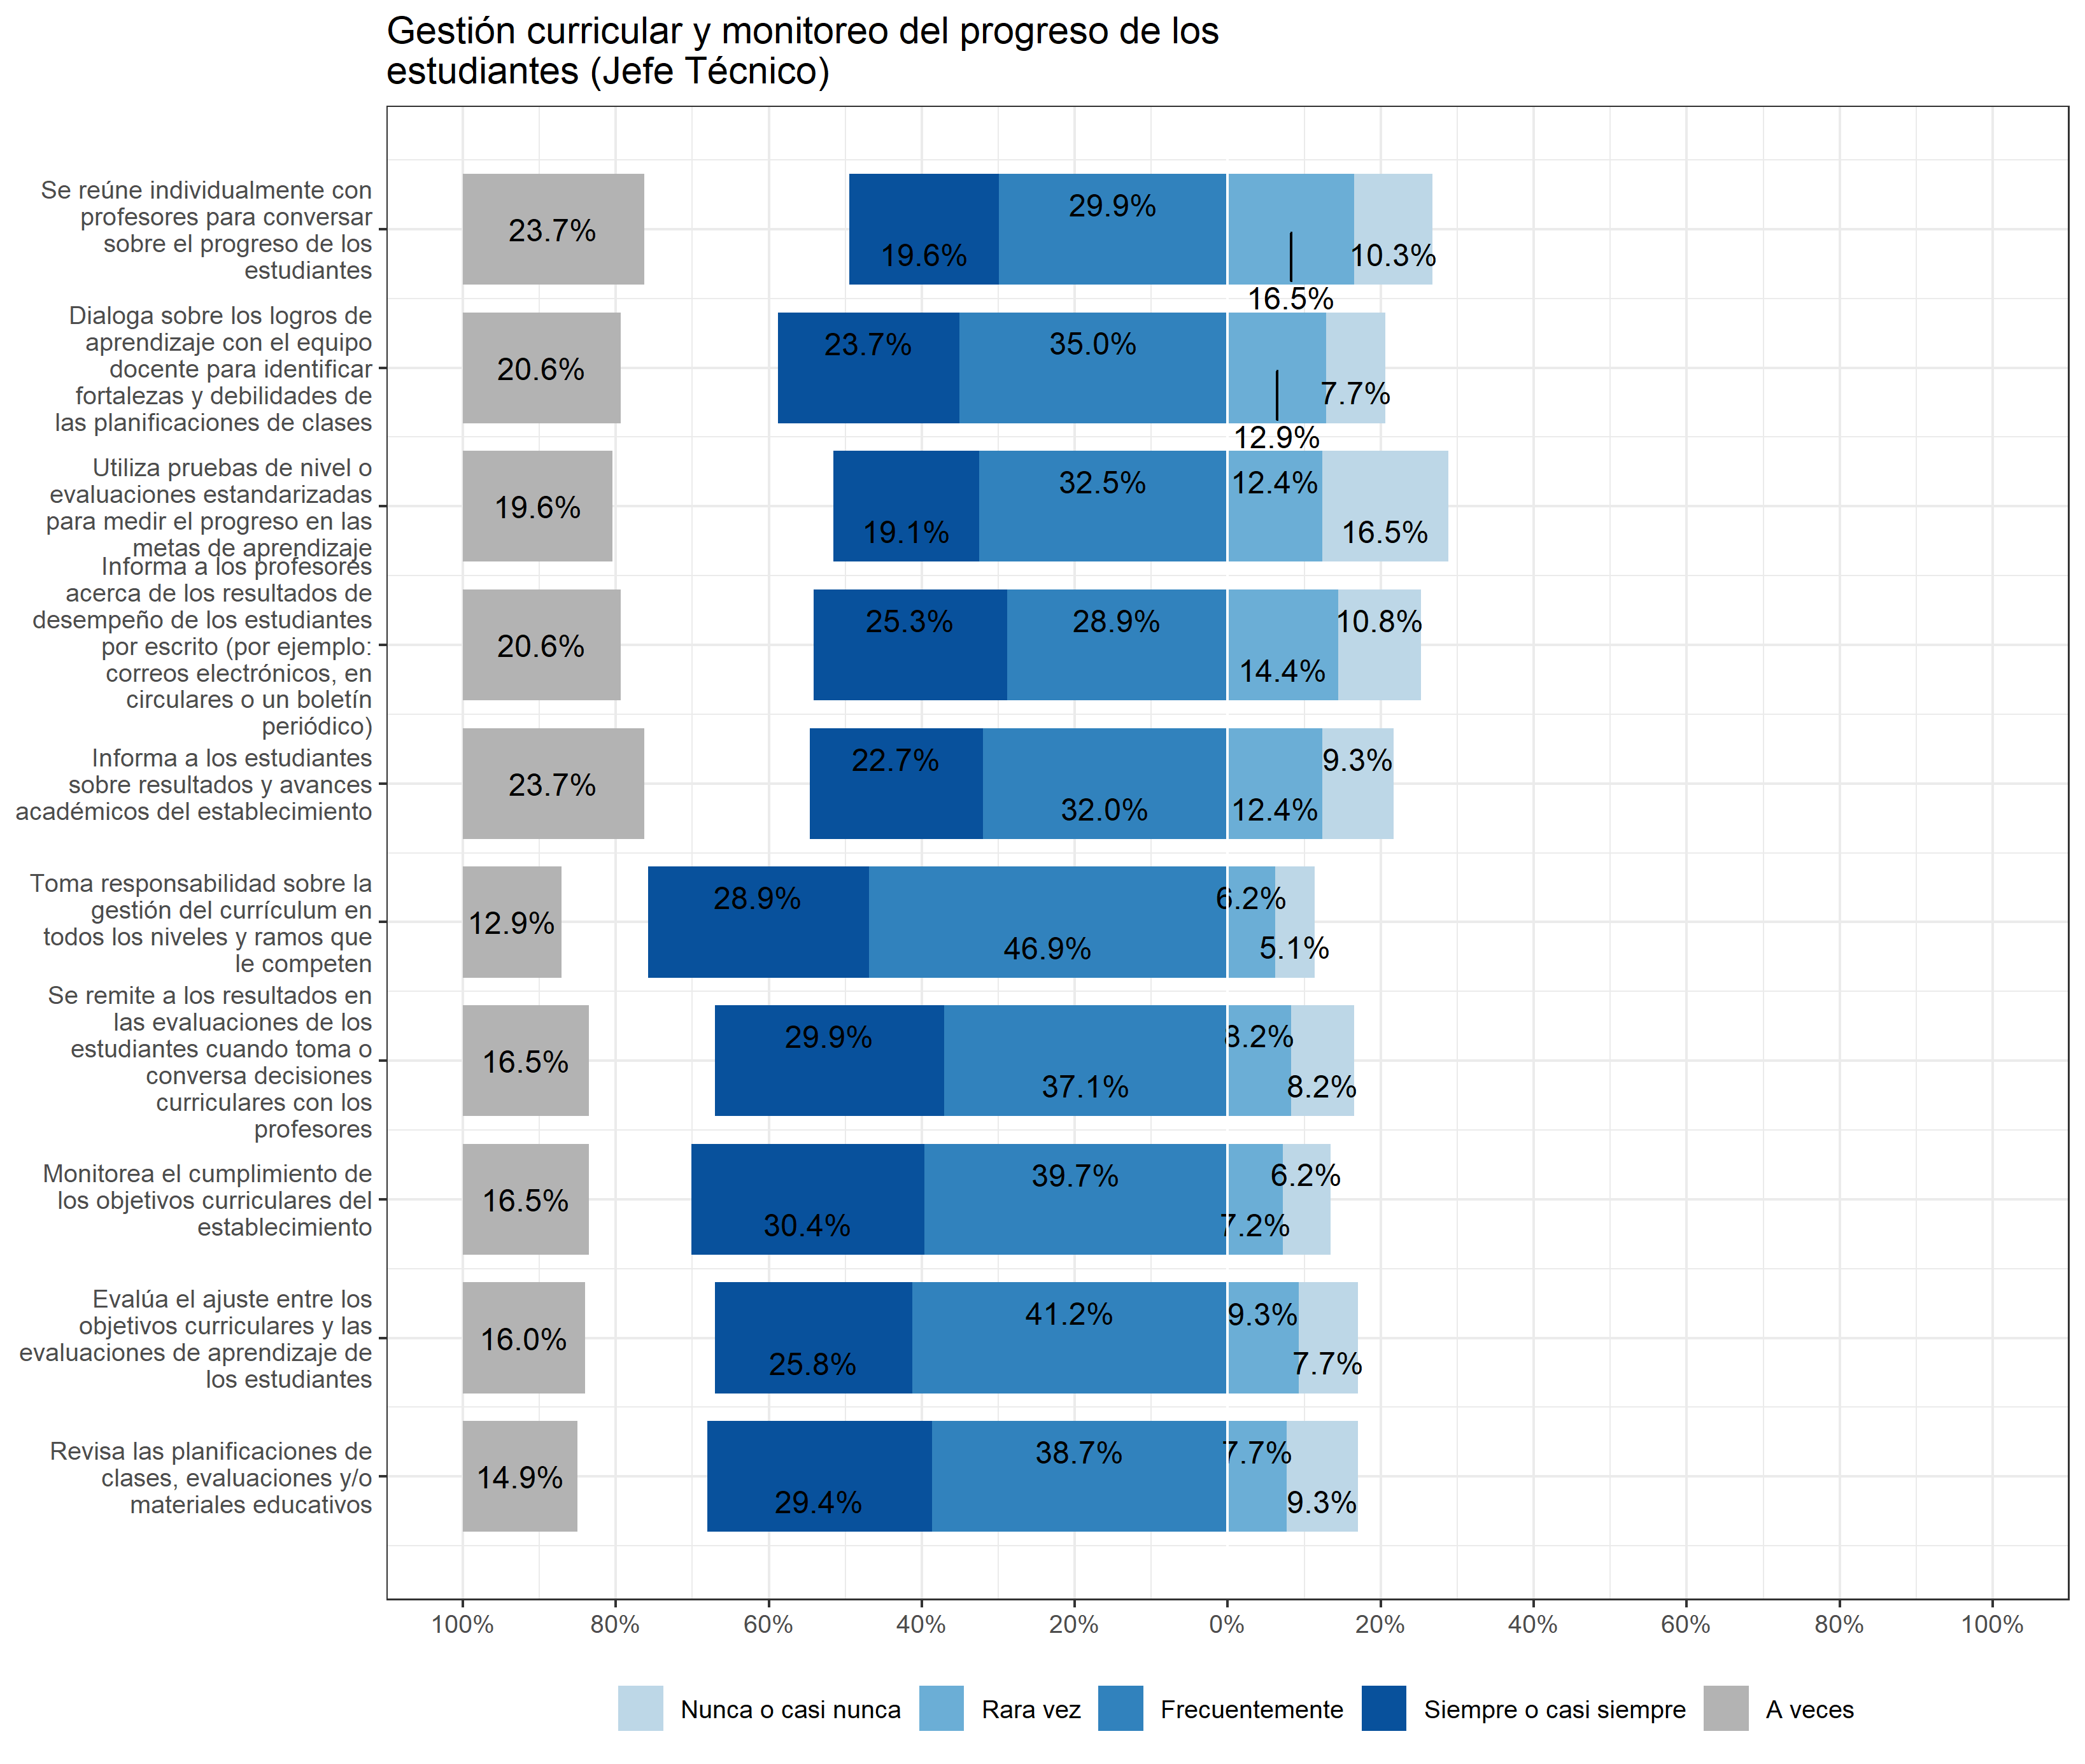 Gestión curricular y monitoreo del progreso de los
estudiantes (Jefe Técnico)
Se reúne individualmente con
profesores para conversar
sobre el progreso de los
estudiantes
23.7%
19.6%
29.9%
16.5%
10.3%
Dialoga sobre los logros de
aprendizaje con el equipo
docente para identificar
fortalezas y debilidades de
las planificaciones de clases
20.6%
23.7%
35.0%
12.9%
7.7%
Utiliza pruebas de nivel o
evaluaciones estandarizadas
para medir el progreso en las
metas de aprendizaje
19.6%
19.1%
32.5%
12.4%
16.5%
Informa a los profesores
acerca de los resultados de
desempeño de los estudiantes
por escrito (por ejemplo:
correos electrónicos, en
circulares o un boletín
periódico)
20.6%
25.3%
28.9%
14.4%
10.8%
Informa a los estudiantes
sobre resultados y avances
académicos del establecimiento
23.7%
22.7%
32.0%
12.4%
9.3%
Toma responsabilidad sobre la
gestión del currículum en
todos los niveles y ramos que
le competen
12.9%
28.9%
46.9%
6.2%
5.1%
Se remite a los resultados en
las evaluaciones de los
estudiantes cuando toma o
conversa decisiones
curriculares con los
profesores
16.5%
29.9%
37.1%
8.2%
8.2%
Monitorea el cumplimiento de
los objetivos curriculares del
establecimiento
16.5%
30.4%
39.7%
7.2%
6.2%
Evalúa el ajuste entre los
objetivos curriculares y las
evaluaciones de aprendizaje de
los estudiantes
16.0%
25.8%
41.2%
9.3%
7.7%
Revisa las planificaciones de
clases, evaluaciones y/o
materiales educativos
14.9%
29.4%
38.7%
7.7%
9.3%
100% 80% 60% 40% 20% 0% 20% 40% 60% 80% 100%
Nunca o casi nunca Rara vez Frecuentemente Siempre o casi siempre A veces